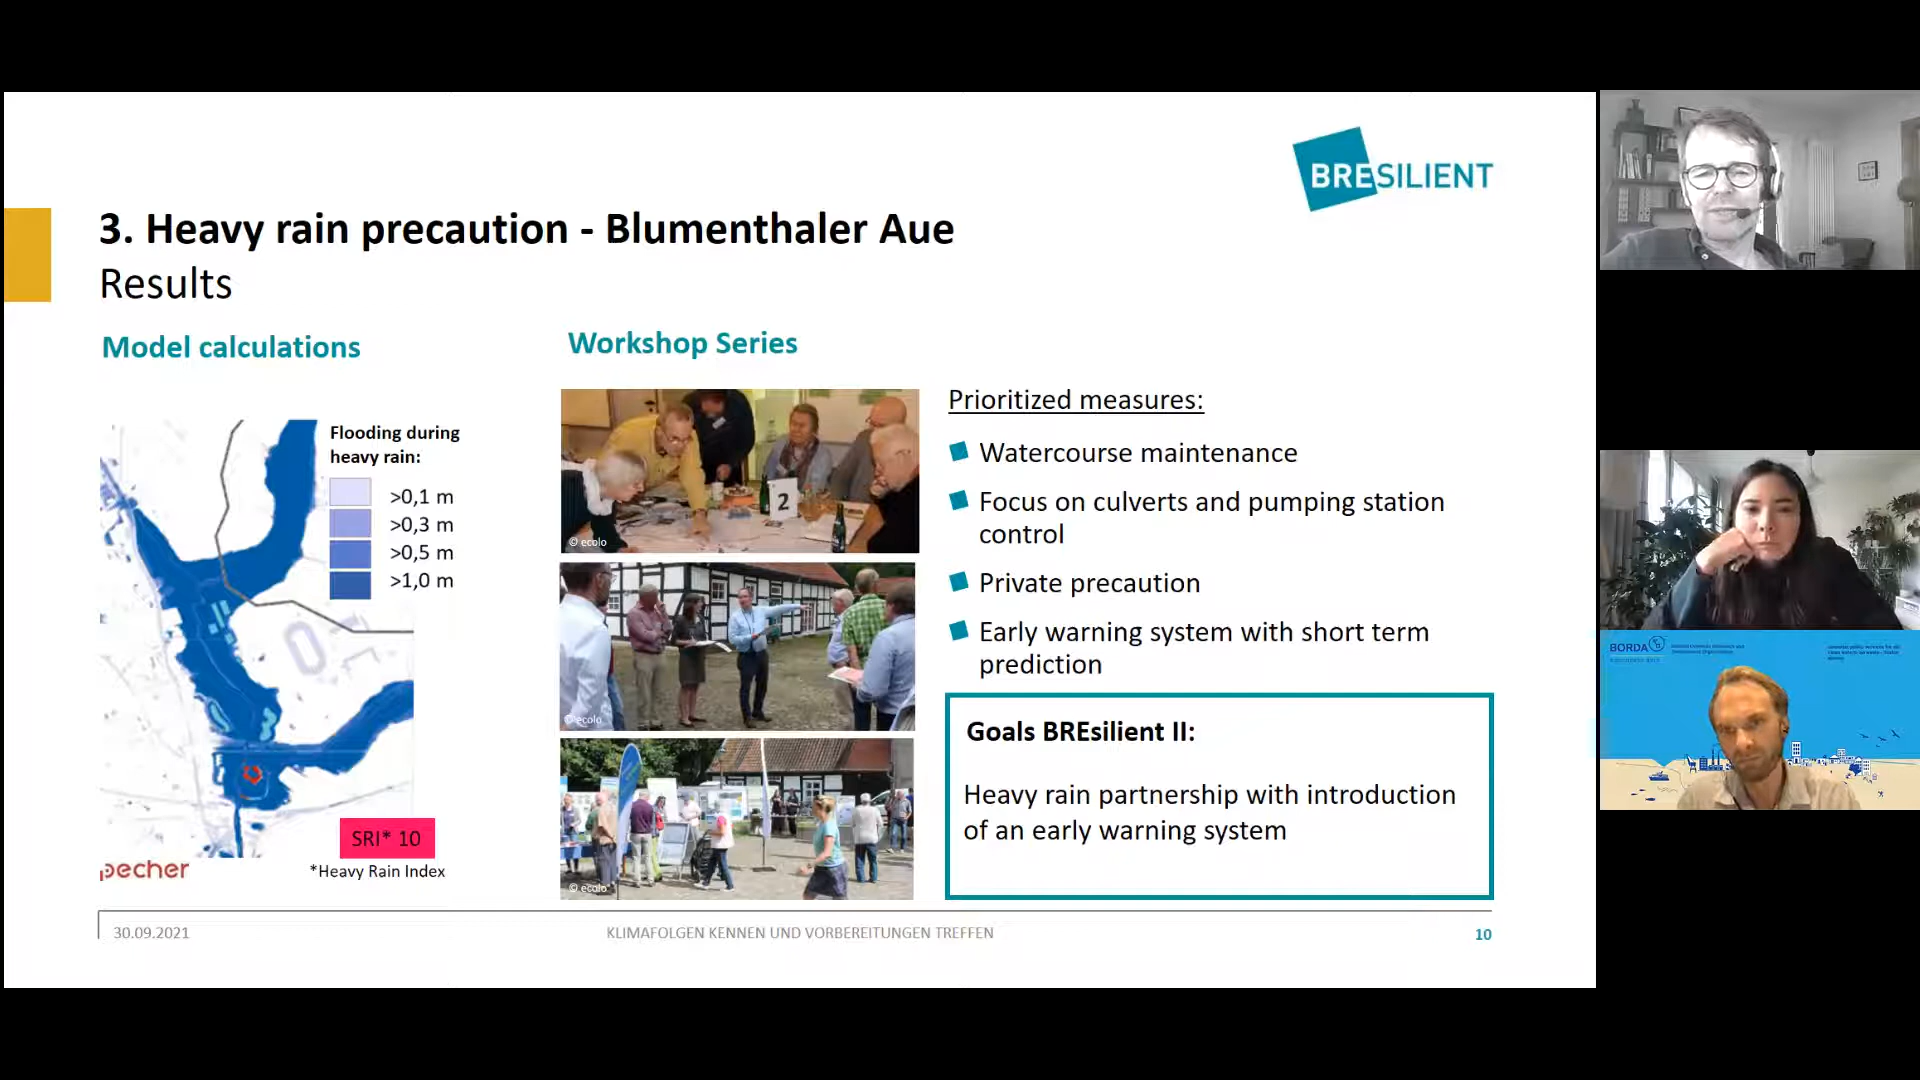 BRESILIENT
3. Heavy rain precaution - Blumenthaler Aue
Results
Model calculations
Flooding during
heavy rain:
>0,1 m
>0,3 m
>0,5 m
>1,0 m
SRI* 10
*Heavy Rain Index
pecher
Workshop Series
2
© ecolo
© ecolo
© ecolo
Prioritized measures:
Watercourse maintenance
Focus on culverts and pumping station
control
Private precaution
Early warning system with short term
prediction
Goals BREsilient II:
Heavy rain partnership with introduction
of an early warning system
30.09.2021
KLIMAFOLGEN KENNEN UND VORBEREITUNGEN TREFFEN
10
BORDA